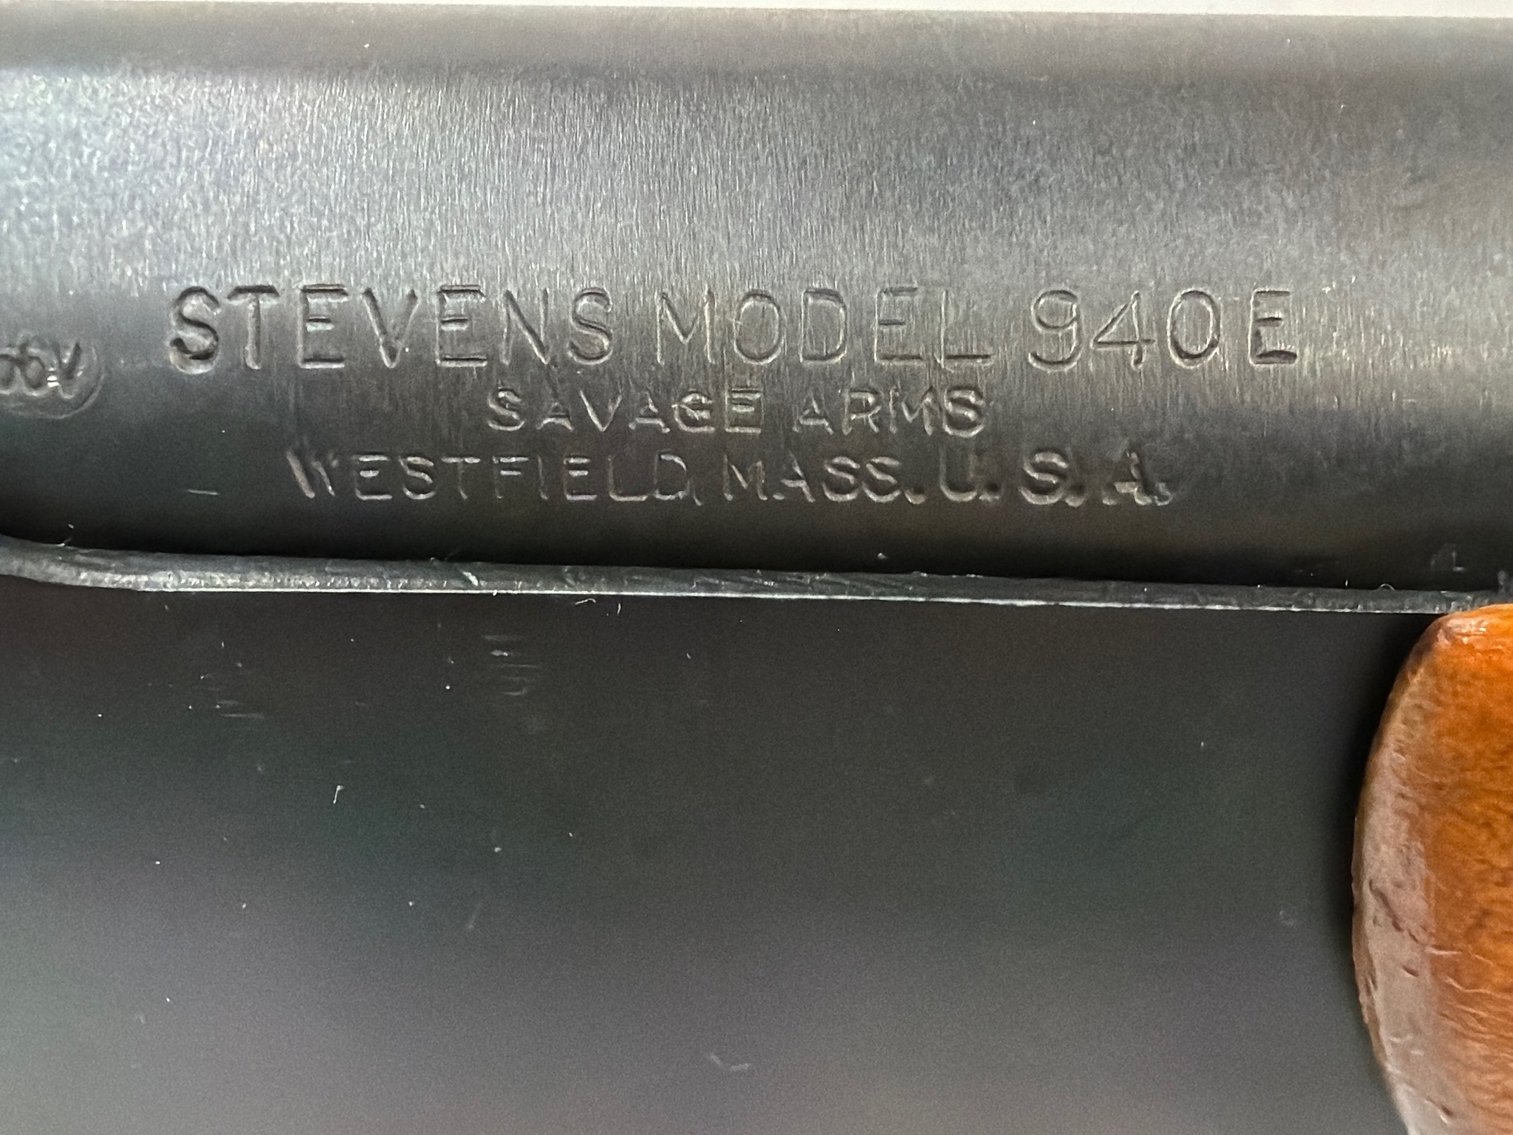 STEVENS MODEL 940E
SAVAGE ARMS
WESTFIELD, MASS. U. S. A.